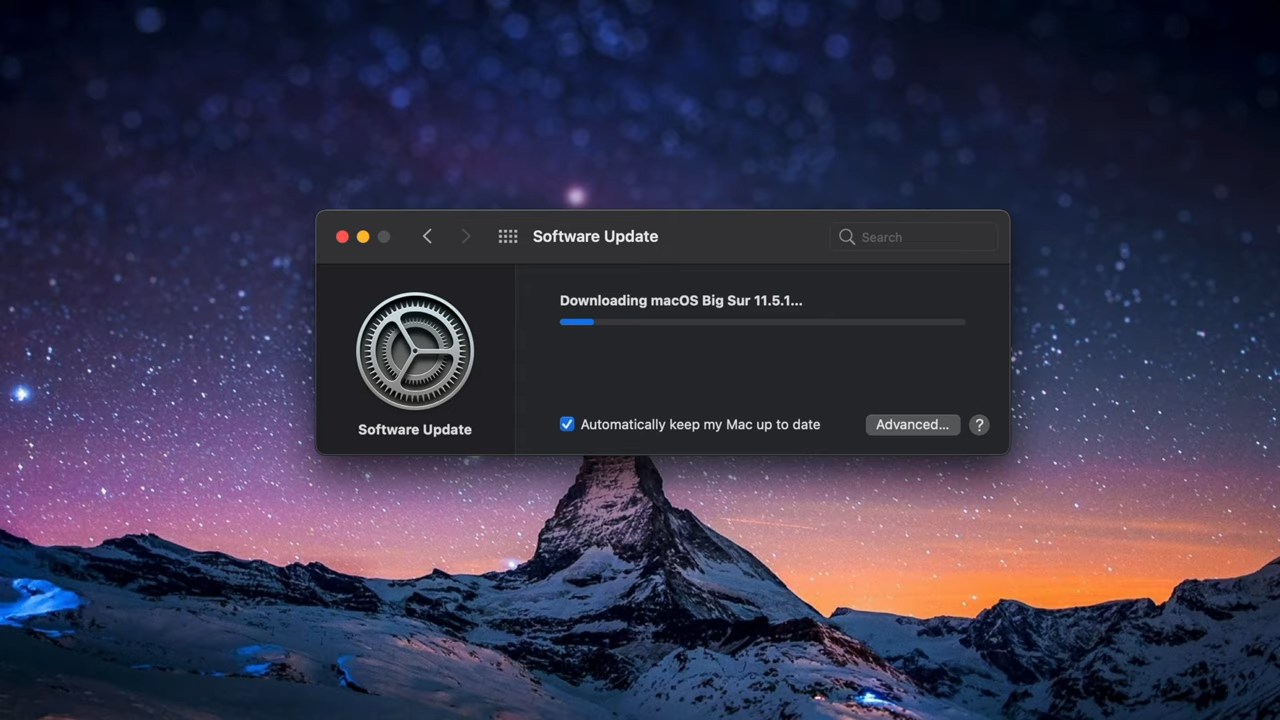 Software Update
Search
Downloading macOS Big Sur 11.5.1...
Software Update
Automatically keep my Mac up to date
Advanced...
?